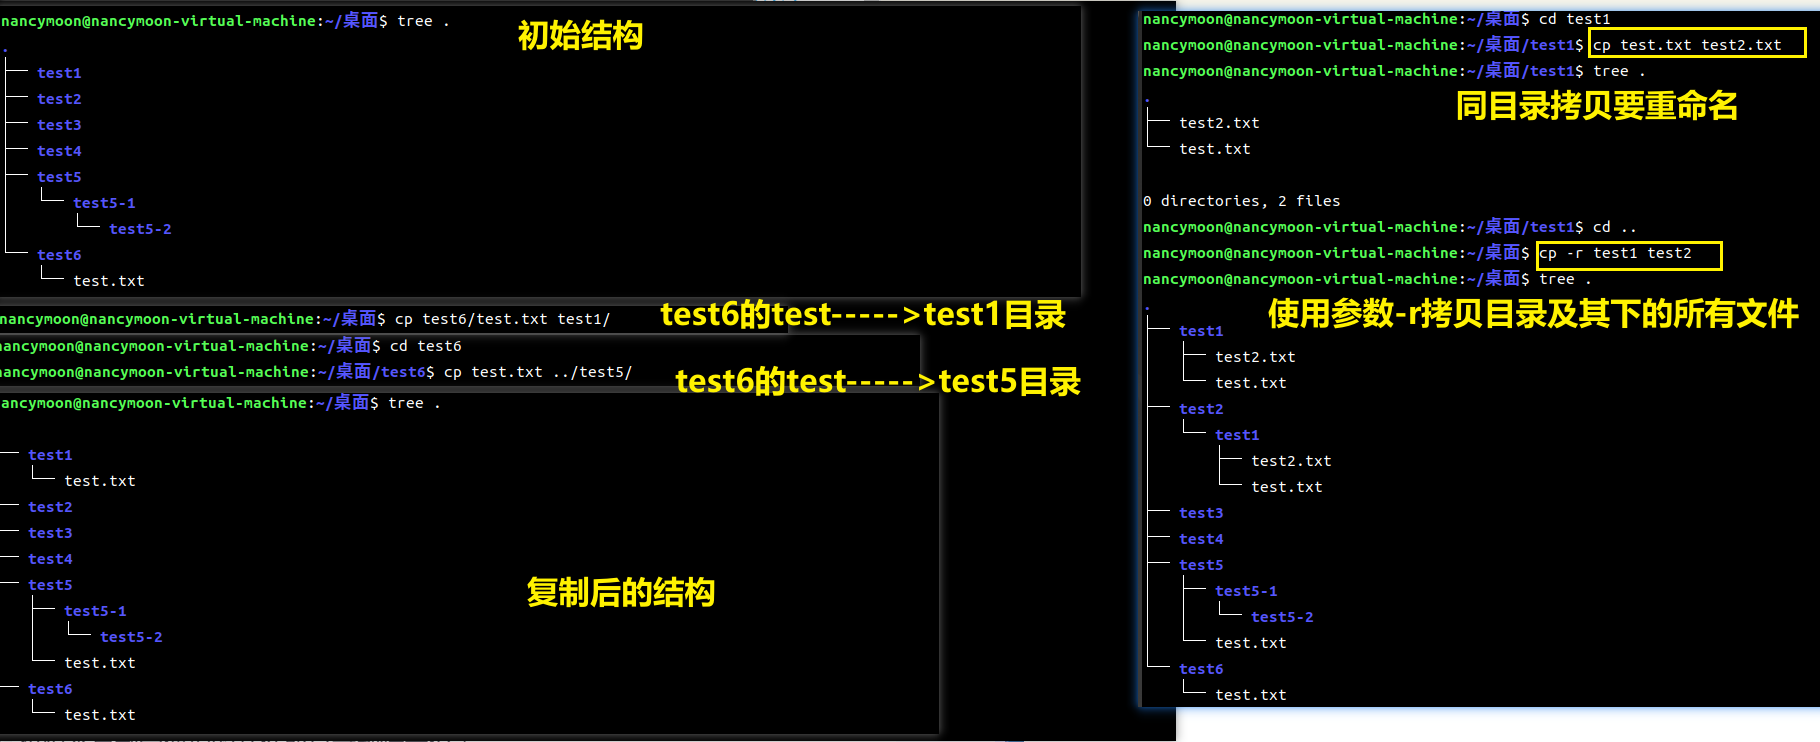 nancymoon@nancymoon-virtual-machine:~/桌面$ tree .
初始结构
.
├── test1
├── test2
├── test3
├── test4
├── test5
│   └── test5-1
│       └── test5-2
└── test6
    └── test.txt
nancymoon@nancymoon-virtual-machine:~/桌面$ cp test6/test.txt test1/
test6的test----->test1目录
ancymoon@nancymoon-virtual-machine:~/桌面$ cd test6
ancymoon@nancymoon-virtual-machine:~/桌面/test6$ cp test.txt ../test5/
test6的test----->test5目录
ancymoon@nancymoon-virtual-machine:~/桌面$ tree .
── test1
   └── test.txt
── test2
── test3
── test4
── test5
   ├── test5-1
   │   └── test5-2
   └── test.txt
── test6
   └── test.txt
复制后的结构
nancymoon@nancymoon-virtual-machine:~/桌面$ cd test1
nancymoon@nancymoon-virtual-machine:~/桌面/test1$ cp test.txt test2.txt
nancymoon@nancymoon-virtual-machine:~/桌面/test1$ tree .
同目录拷贝要重命名
.
├── test2.txt
└── test.txt
0 directories, 2 files
nancymoon@nancymoon-virtual-machine:~/桌面/test1$ cd ..
nancymoon@nancymoon-virtual-machine:~/桌面$ cp -r test1 test2
nancymoon@nancymoon-virtual-machine:~/桌面$ tree .
使用参数-r拷贝目录及其下的所有文件
.
├── test1
│   ├── test2.txt
│   └── test.txt
├── test2
│   └── test1
│       ├── test2.txt
│       └── test.txt
├── test3
├── test4
├── test5
│   ├── test5-1
│   │   └── test5-2
│   └── test.txt
└── test6
    └── test.txt